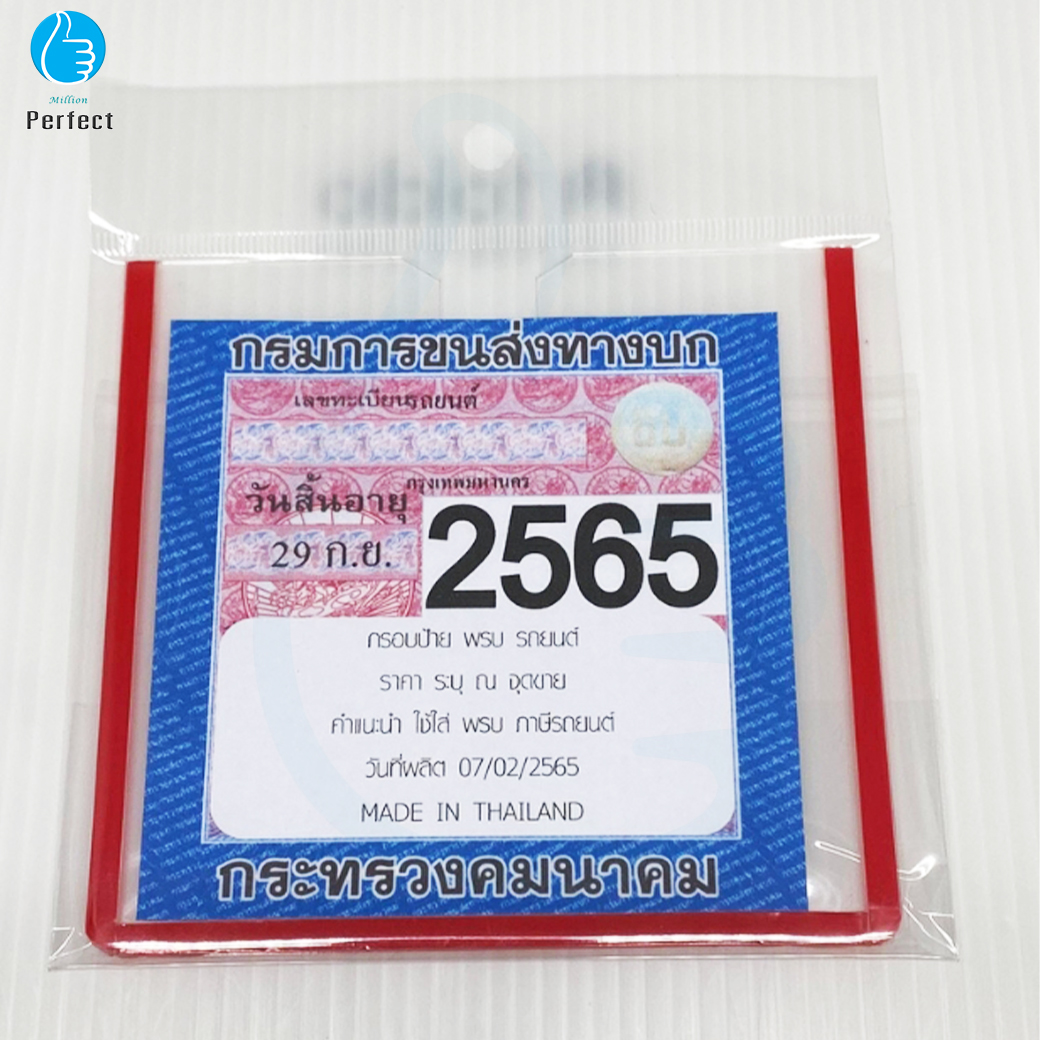 Million
Perfect
กรมการขนส่งทางบก
เลขทะเบียนรถยนต์
กรุงเทพมหานคร
วันสิ้นอายุ
29 ก.ย.
2565
กรอบป้าย พรบ รถยนต์
ราคา ระบุ ณ จุดขาย
คำแนะนำ ใช้ใส่ พรบ ภาษีรถยนต์
วันที่ผลิต 07/02/2565
MADE IN THAILAND
กระทรวงคมนาคม